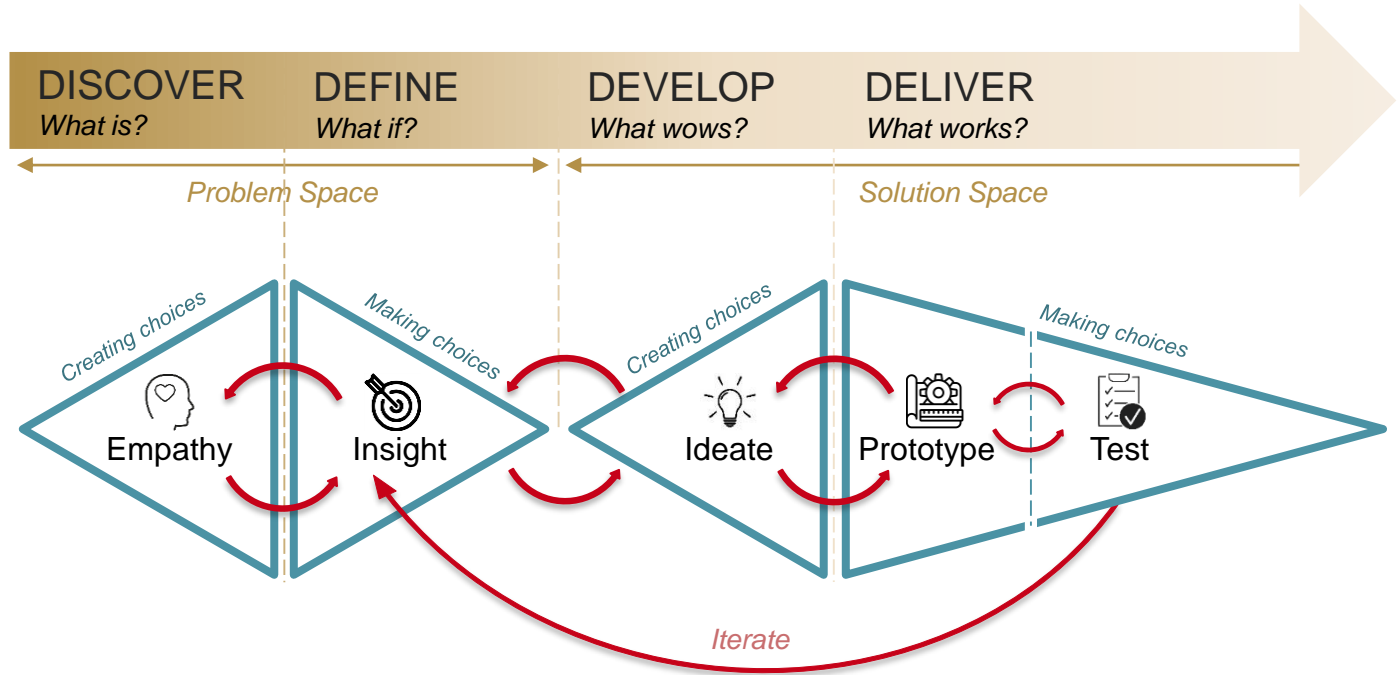 DISCOVER
What is?
DEFINE
What if?
DEVELOP
What wows?
DELIVER
What works?
Problem Space
Solution Space
Creating choices
Making choices
Creating choices
Making choices
Empathy
Insight
Ideate
Prototype
Test
Iterate